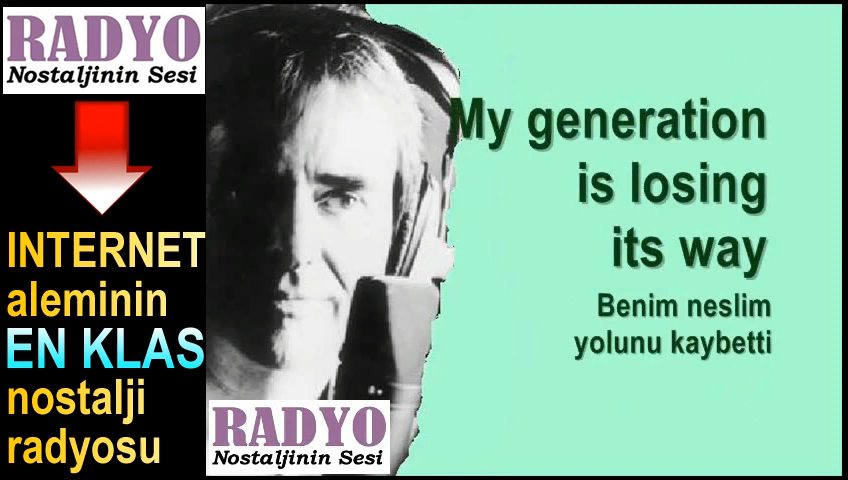 RADYO
Nostaljinin Sesi
INTERNET
aleminin
EN KLAS
nostalji
radyosu
My generation
is losing
its way
Benim neslim
yolunu kaybetti
RADYO
Nostaljinin Sesi